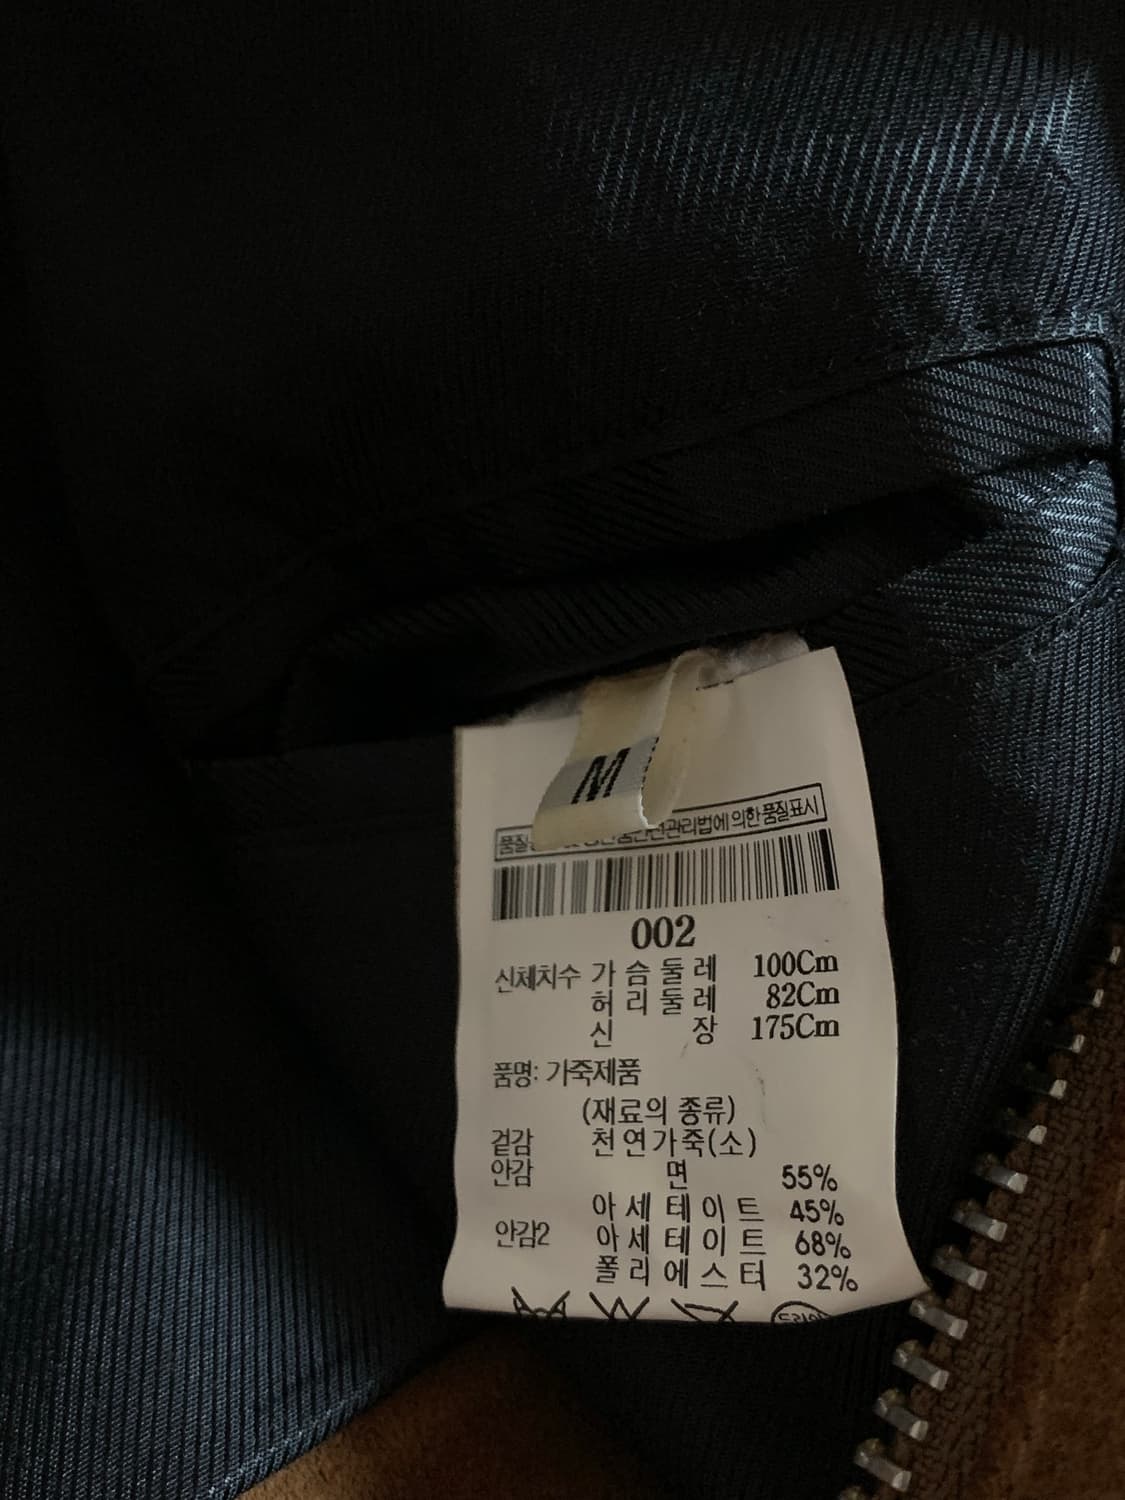 M
품질 관리법에 의한 품질표시
002
신체치수 가슴둘레 100Cm
허리둘레 82Cm
신 장 175Cm
품명: 가죽제품
(재료의 종류)
겉감 천연가죽(소)
안감 면 55%
아세테이트 45%
안감2 아세테이트 68%
폴리에스터 32%